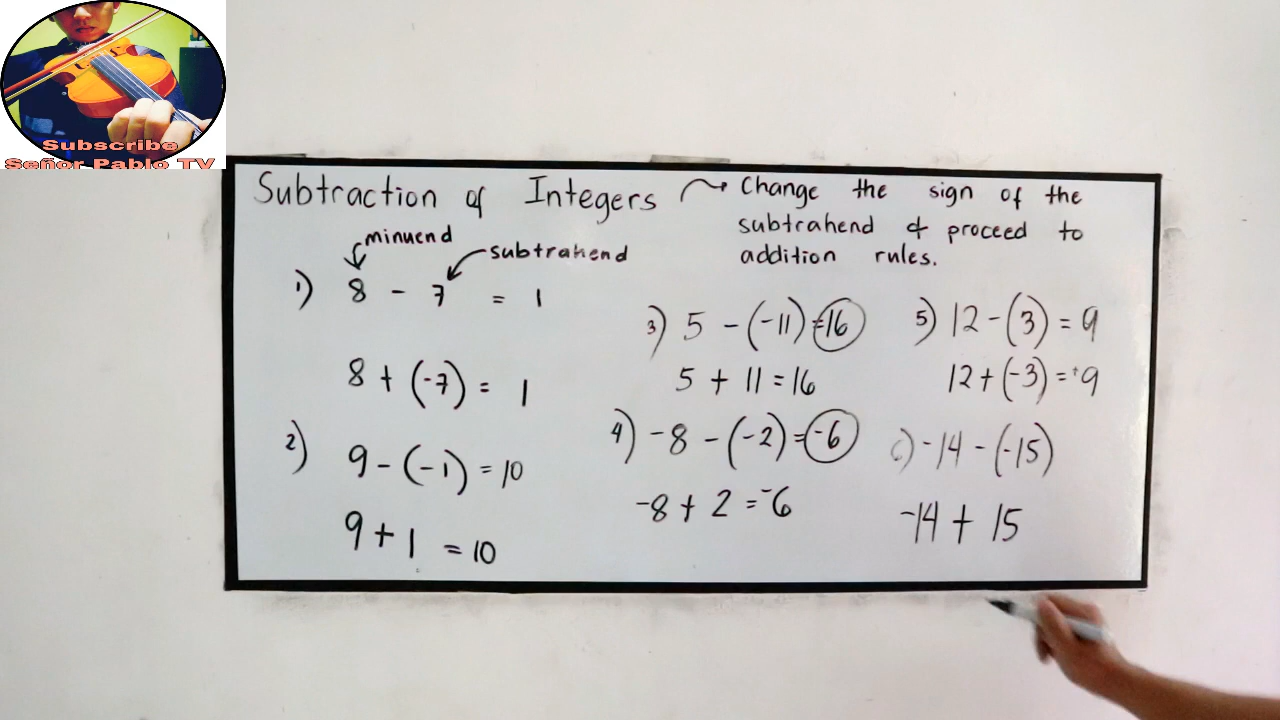 Subscribe
Señor Pablo TV
Subtraction of Integers
Change the sign of the
subtrahend & proceed to
addition rules.
minuend
subtrahend
1) 8 - 7 = 1
8 + (-7) = 1
2) 9 - (-1) = 10
9 + 1 = 10
3) 5 - (-11) = 16
5 + 11 = 16
4) -8 - (-2) = -6
-8 + 2 = -6
5) 12 - (3) = 9
12 + (-3) = +9
6) -14 - (-15)
-14 + 15